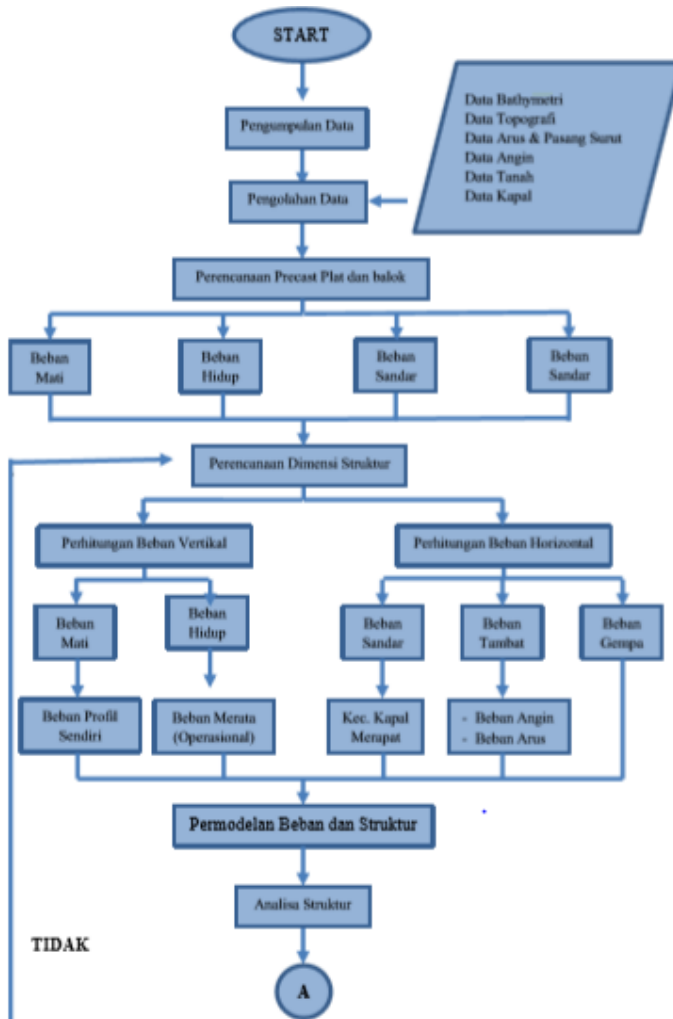 START
Pengumpulan Data
Data Bathymetri
Data Topografi
Data Arus & Pasang Surut
Data Angin
Data Tanah
Data Kapal
Pengolahan Data
Perencanaan Precast Plat dan balok
Beban
Mati
Beban
Hidup
Beban
Sandar
Beban
Sandar
Perencanaan Dimensi Struktur
Perhitungan Beban Vertikal
Perhitungan Beban Horizontal
Beban
Mati
Beban
Hidup
Beban
Sandar
Beban
Tambat
Beban
Gempa
Beban Profil
Sendiri
Beban Merata
(Operasional)
Kec. Kapal
Merapat
- Beban Angin
- Beban Arus
Permodelan Beban dan Struktur
Analisa Struktur
TIDAK
A